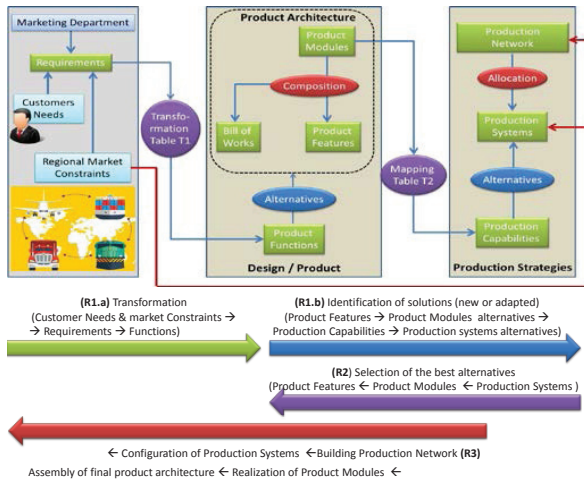 Marketing Department
Requirements
Customers
Needs
Regional Market
Constraints
Transfo-
rmation
Table T1
Product Architecture
Product
Modules
Composition
Bill of
Works
Product
Features
Alternatives
Product
Functions
Design / Product
Mapping
Table T2
Production
Network
Allocation
Production
Systems
Alternatives
Production
Capabilities
Production Strategies
(R1.a) Transformation
(Customer Needs & market Constraints →
→ Requirements → Functions)
(R1.b) Identification of solutions (new or adapted)
(Product Features → Product Modules alternatives →
Production Capabilities → Production systems alternatives)
(R2) Selection of the best alternatives
(Product Features ← Product Modules ← Production Systems )
← Configuration of Production Systems ←Building Production Network (R3)
Assembly of final product architecture ← Realization of Product Modules ←